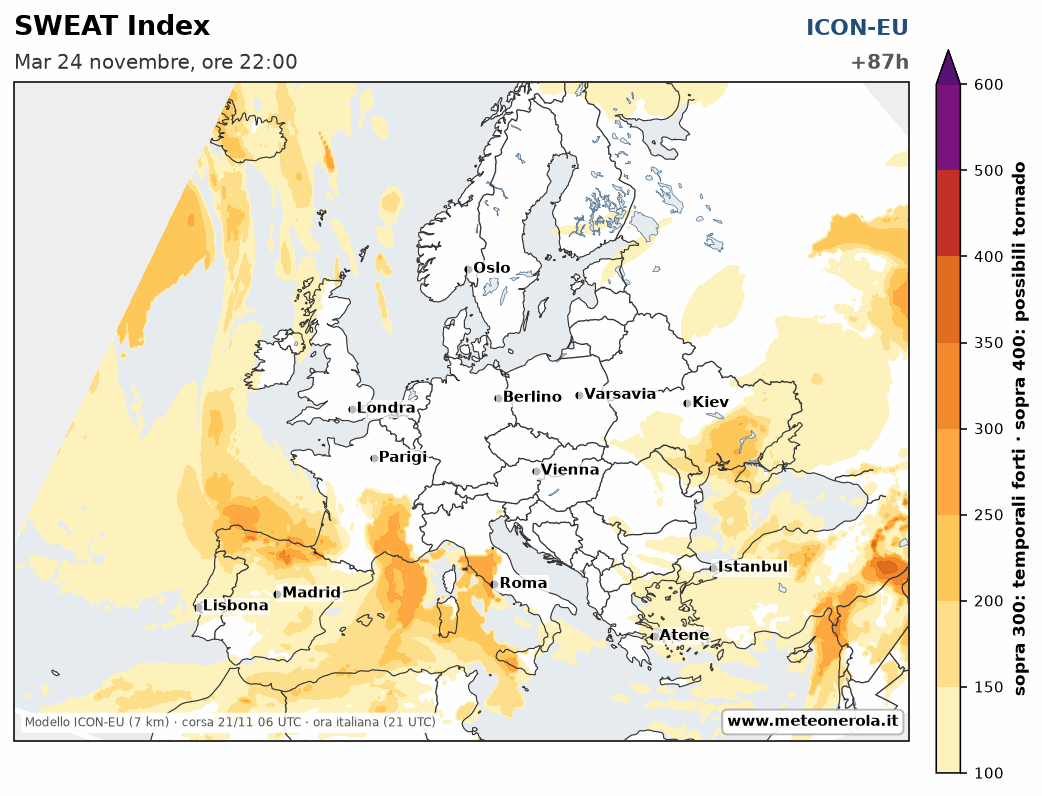 SWEAT Index
ICON-EU
Mar 24 novembre, ore 22:00
+87h
600
500
400
350
300
250
200
150
100
sopra 300: temporali forti · sopra 400: possibili tornado
Oslo
Londra
Berlino
Varsavia
Kiev
Parigi
Vienna
Roma
Istanbul
Madrid
Lisbona
Atene
Modello ICON-EU (7 km) · corsa 21/11 06 UTC · ora italiana (21 UTC)
www.meteonerola.it